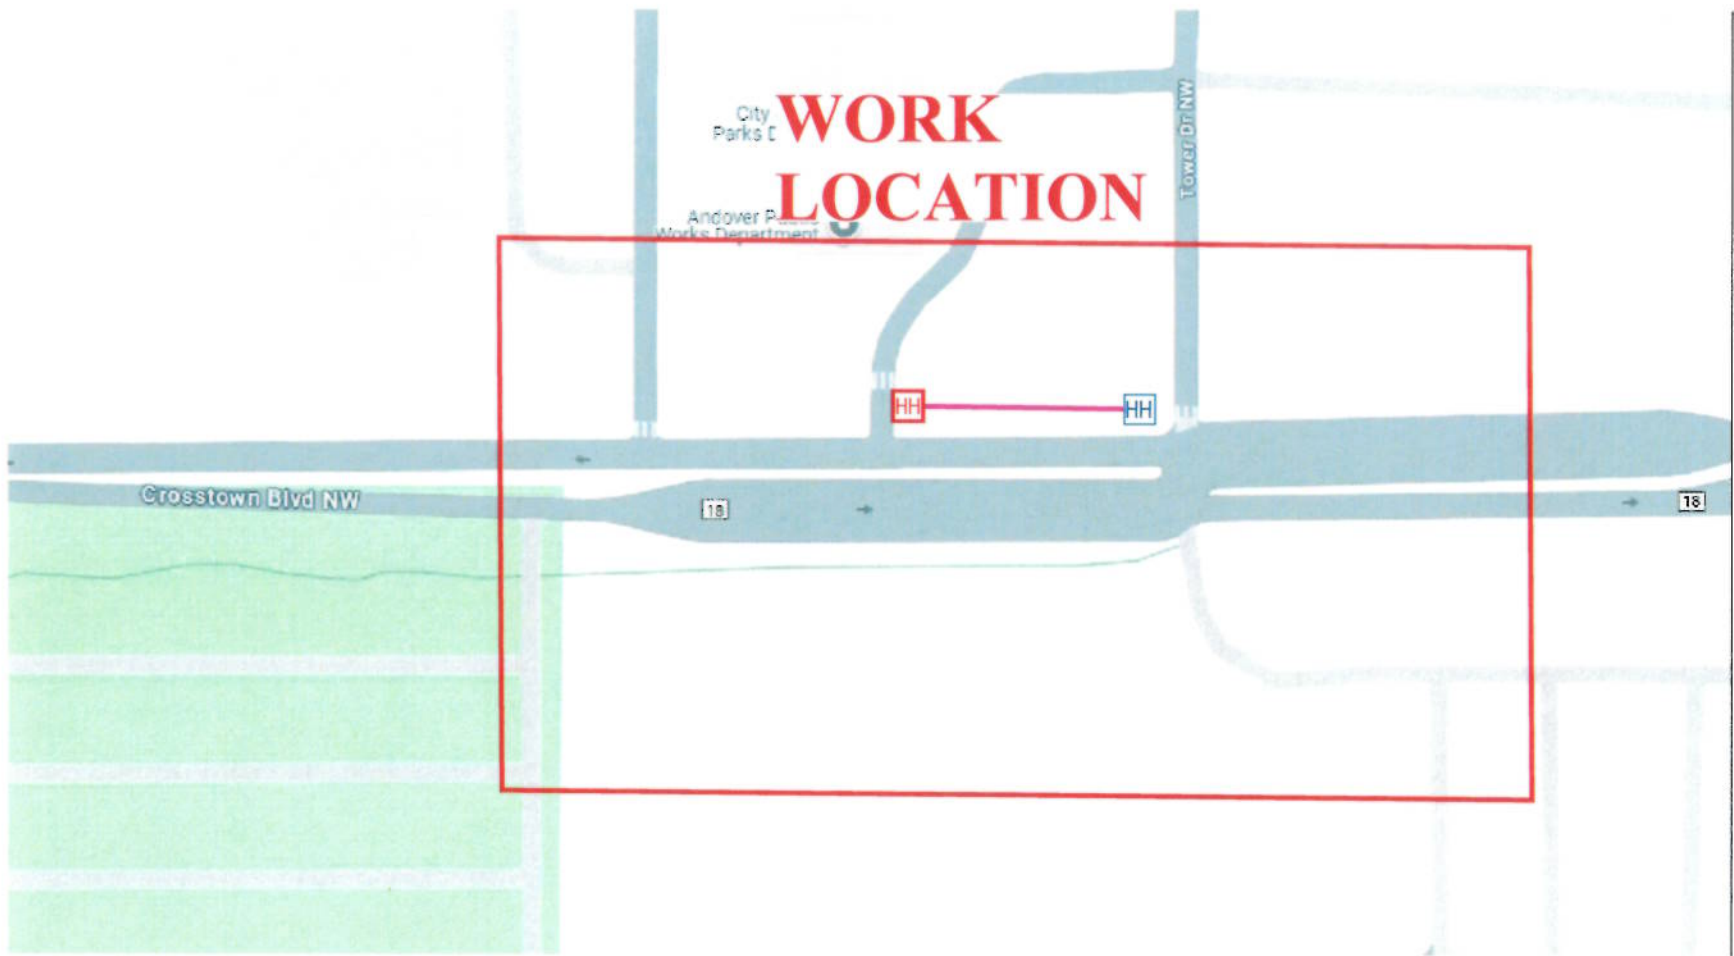 City
Parks D
WORK
LOCATION
Tower Dr NW
Andover P
Works Department
HH
HH
Crosstown Blvd NW
18
18